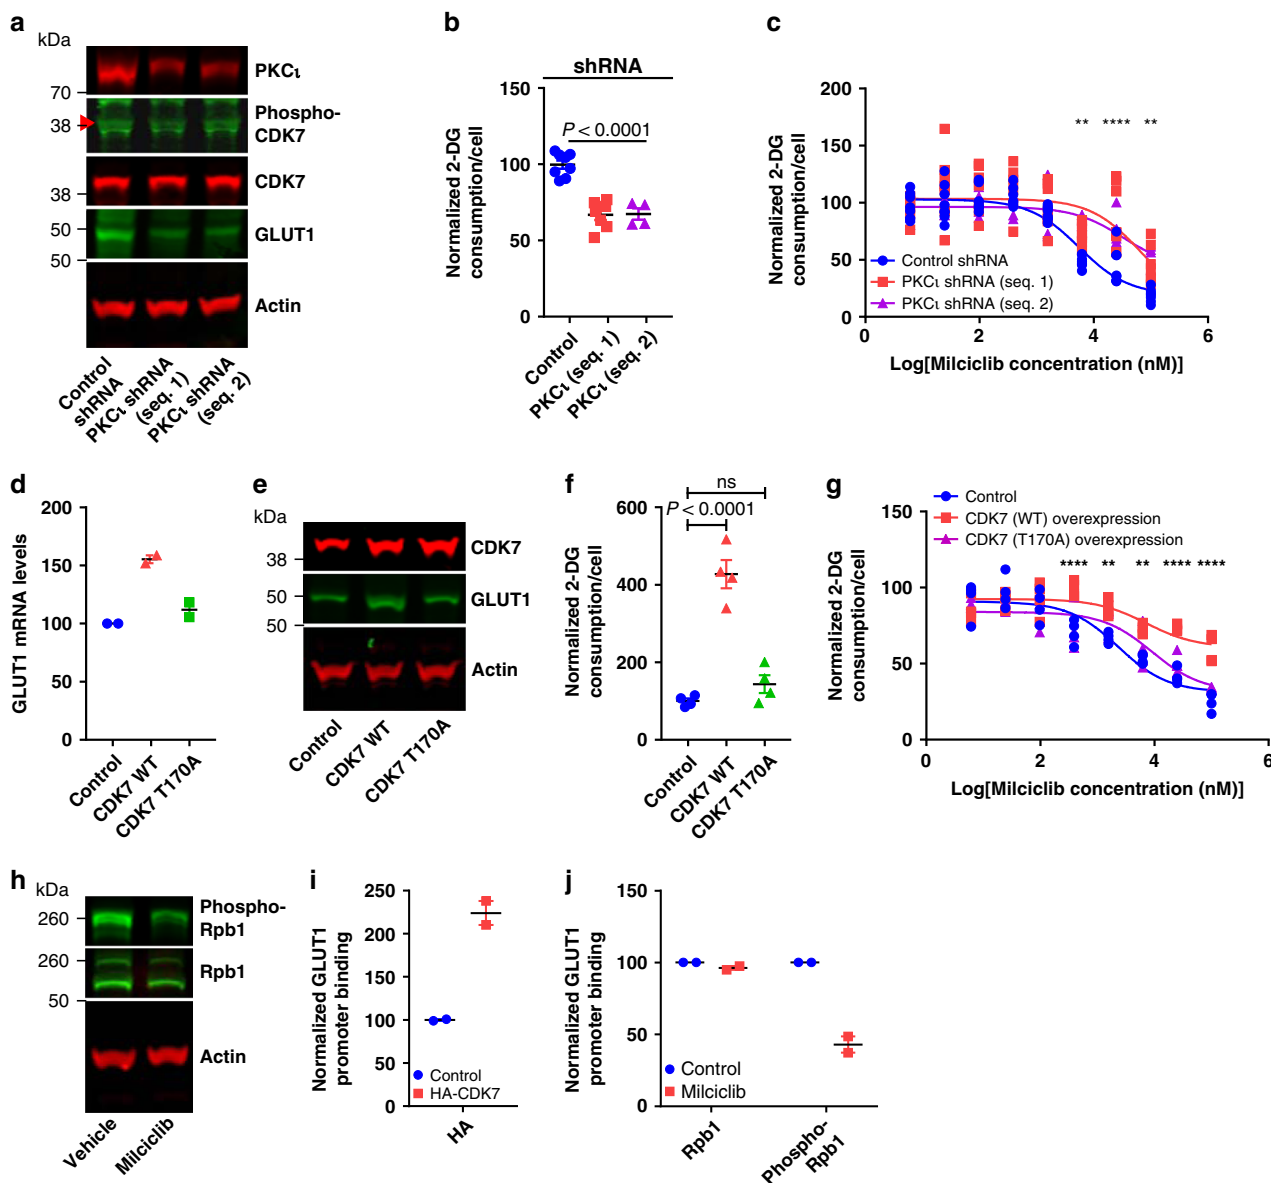 a
kDa
PKCι
70
Phospho-
CDK7
38
CDK7
38
GLUT1
50
50
Actin
Control
shRNA
PKCι shRNA
(seq. 1)
PKCι shRNA
(seq. 2)
b
shRNA
150
P < 0.0001
100
50
0
Normalized 2-DG
consumption/cell
Control
PKCι (seq. 1)
PKCι (seq. 2)
c
200
** **** **
150
100
50
0
Normalized 2-DG
consumption/cell
Control shRNA
PKCι shRNA (seq. 1)
PKCι shRNA (seq. 2)
0 2 4 6
Log[Milciclib concentration (nM)]
d
200
150
100
50
0
GLUT1 mRNA levels
Control
CDK7 WT
CDK7 T170A
e
kDa
CDK7
38
GLUT1
50
50
Actin
Control
CDK7 WT
CDK7 T170A
f
ns
P < 0.0001
600
400
200
0
Normalized 2-DG
consumption/cell
Control
CDK7 WT
CDK7 T170A
g
Control
CDK7 (WT) overexpression
CDK7 (T170A) overexpression
**** ** ** **** ****
150
100
50
0
Normalized 2-DG
consumption/cell
0 2 4 6
Log[Milciclib concentration (nM)]
h
kDa
Phospho-
Rpb1
260
260
Rpb1
50
Actin
Vehicle
Milciclib
i
250
200
150
100
50
0
Normalized GLUT1
promoter binding
Control
HA-CDK7
HA
j
150
100
50
0
Normalized GLUT1
promoter binding
Control
Milciclib
Rpb1
Phospho-
Rpb1